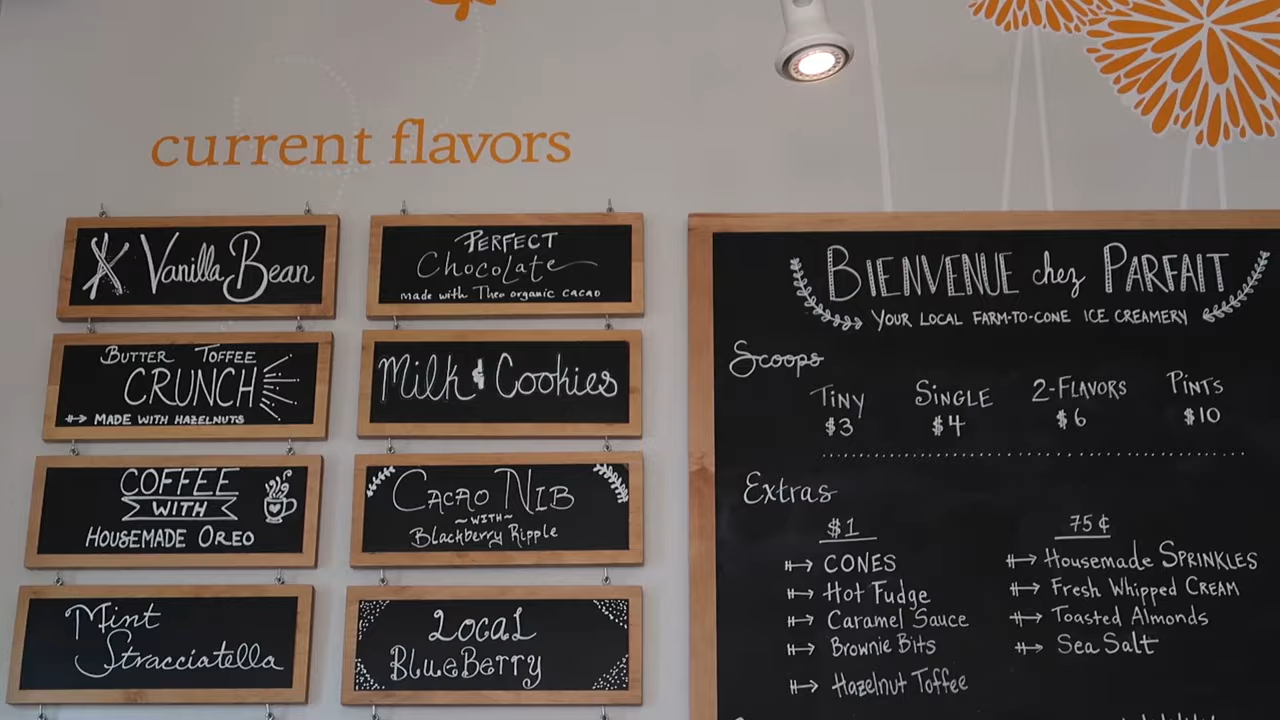 current flavors
Vanilla Bean
BUTTER TOFFEE
CRUNCH
MADE WITH HAZELNUTS
COFFEE
WITH
HOUSEMADE OREO
Mint
Stracciatella
PERFECT
Chocolate
made with Theo organic cacao
Milk & Cookies
CACAO NIB
~WITH~
Blackberry Ripple
LOCAL
BLUEBERRY
BIENVENUE chez PARFAIT
YOUR LOCAL FARM-TO-CONE ICE CREAMERY
Scoops
TINY SINGLE 2-FLAVORS PINTS
$3 $4 $6 $10
Extras
$1
CONES
Hot Fudge
Caramel Sauce
Brownie Bits
Hazelnut Toffee
75¢
Housemade SPRINKLES
Fresh Whipped CREAM
Toasted Almonds
Sea Salt